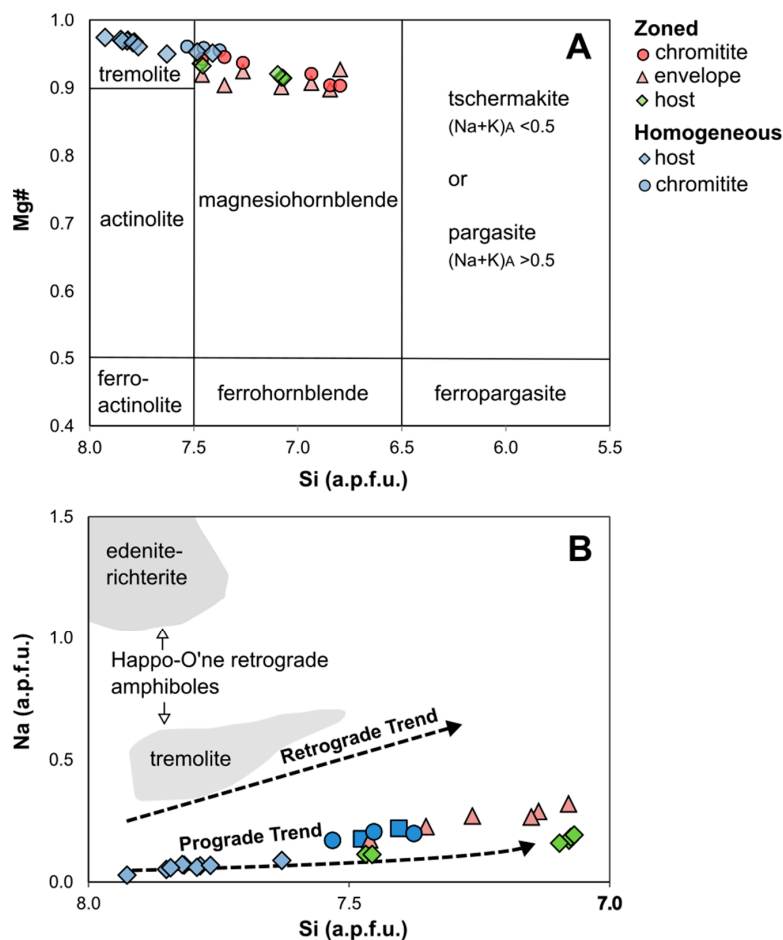 1.0
0.9
0.8
0.7
0.6
0.5
0.4
Mg#
A
tremolite
actinolite
magnesiohornblende
tschermakite
(Na+K)A <0.5
or
pargasite
(Na+K)A >0.5
ferro-
actinolite
ferrohornblende
ferropargasite
8.0
7.5
7.0
6.5
6.0
5.5
Si (a.p.f.u.)
Zoned
chromitite
envelope
host
Homogeneous
host
chromitite
1.5
1.0
0.5
0.0
Na (a.p.f.u.)
B
edenite-
richterite
Happo-O'ne retrograde
amphiboles
tremolite
Retrograde Trend
Prograde Trend
8.0
7.5
7.0
Si (a.p.f.u.)